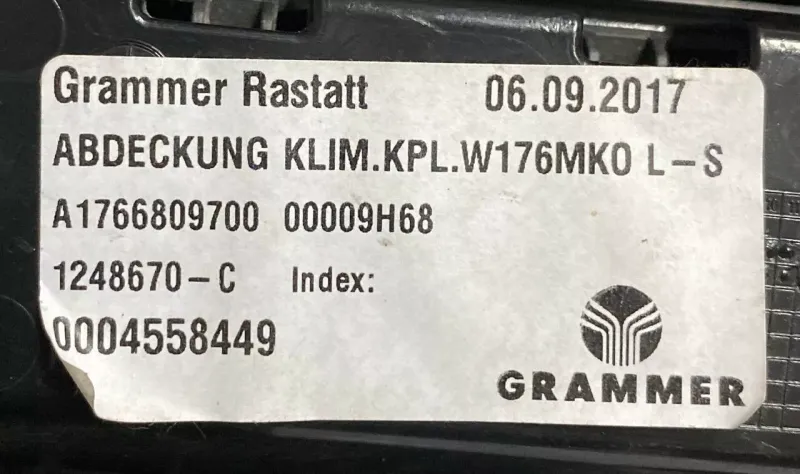 Grammer Rastatt 06.09.2017
ABDECKUNG KLIM.KPL.W176MKO L-S
A1766809700 00009H68
1248670-C Index:
0004558449
GRAMMER